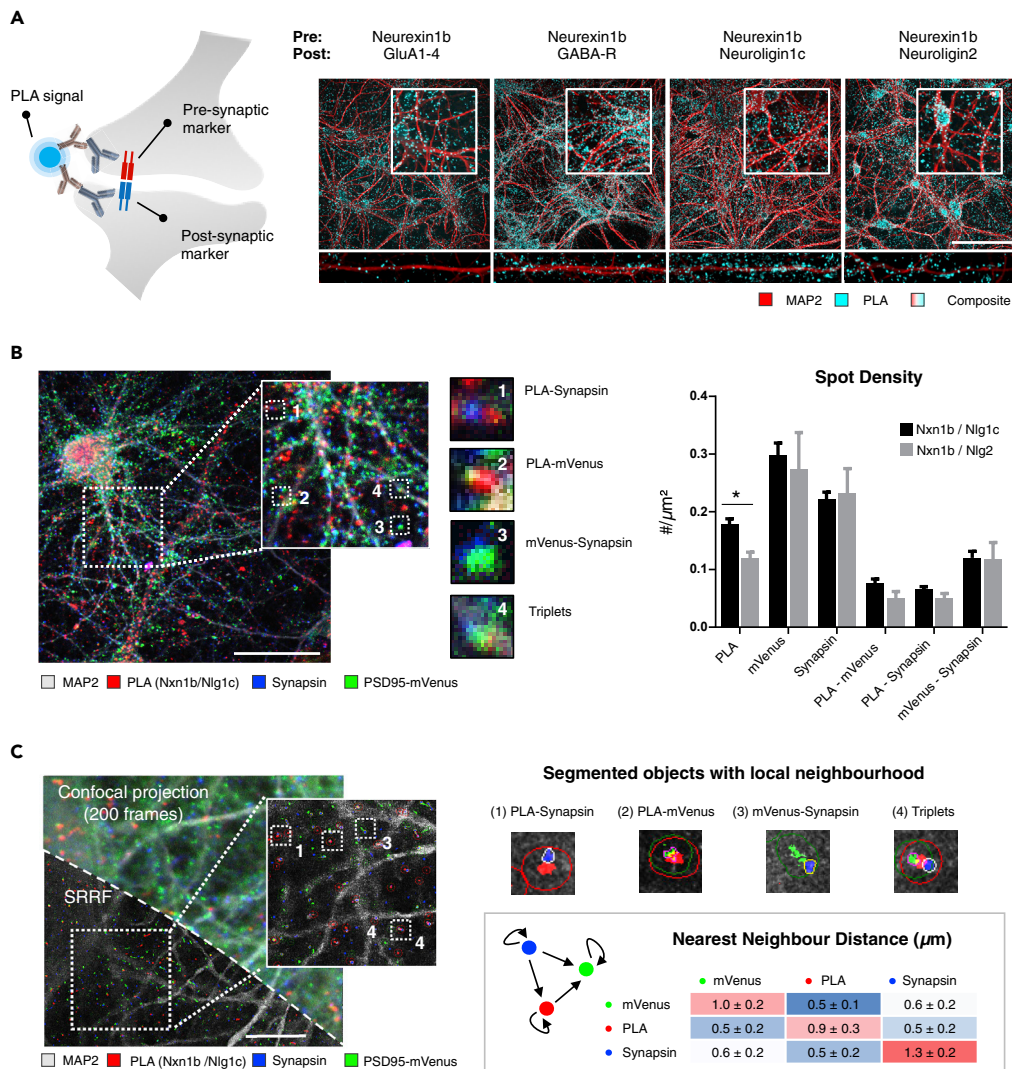 A
PLA signal
Pre-synaptic
marker
Post-synaptic
marker
Pre: Neurexin1b Neurexin1b Neurexin1b Neurexin1b
Post: GluA1-4 GABA-R Neuroligin1c Neuroligin2
MAP2 PLA Composite
B
1
2
4
3
1 PLA-Synapsin
2 PLA-mVenus
3 mVenus-Synapsin
4 Triplets
MAP2 PLA (Nxn1b/Nlg1c) Synapsin PSD95-mVenus
Spot Density
#/µm²
0.4
0.3
0.2
0.1
0.0
Nxn1b / Nlg1c
Nxn1b / Nlg2
*
PLA
mVenus
Synapsin
PLA - mVenus
PLA - Synapsin
mVenus - Synapsin
C
Confocal projection
(200 frames)
SRRF
1
3
4
4
MAP2 PLA (Nxn1b /Nlg1c) Synapsin PSD95-mVenus
Segmented objects with local neighbourhood
(1) PLA-Synapsin (2) PLA-mVenus (3) mVenus-Synapsin (4) Triplets
Nearest Neighbour Distance (µm)
mVenus PLA Synapsin
mVenus 1.0 ± 0.2 0.5 ± 0.1 0.6 ± 0.2
PLA 0.5 ± 0.2 0.9 ± 0.3 0.5 ± 0.2
Synapsin 0.6 ± 0.2 0.5 ± 0.2 1.3 ± 0.2